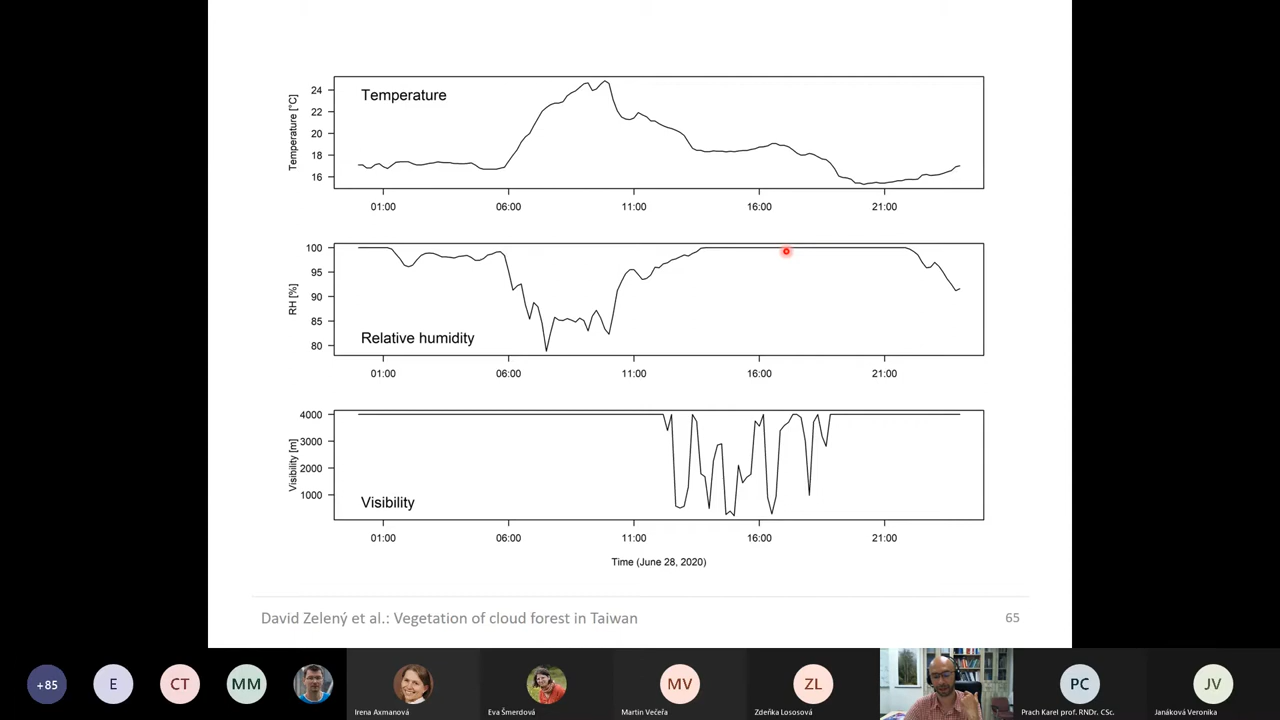 Temperature
Temperature [°C]
24
22
20
18
16
01:00 06:00 11:00 16:00 21:00
RH [%]
100
95
90
85
80
Relative humidity
01:00 06:00 11:00 16:00 21:00
Visibility [m]
4000
3000
2000
1000
Visibility
01:00 06:00 11:00 16:00 21:00
Time (June 28, 2020)
David Zelený et al.: Vegetation of cloud forest in Taiwan 65
+85 E CT MM MV ZL PC JV
Irena Axmanová Eva Šmerdová Martin Večeřa Zdeňka Lososová Prach Karel prof. RNDr. CSc. Janáková Veronika